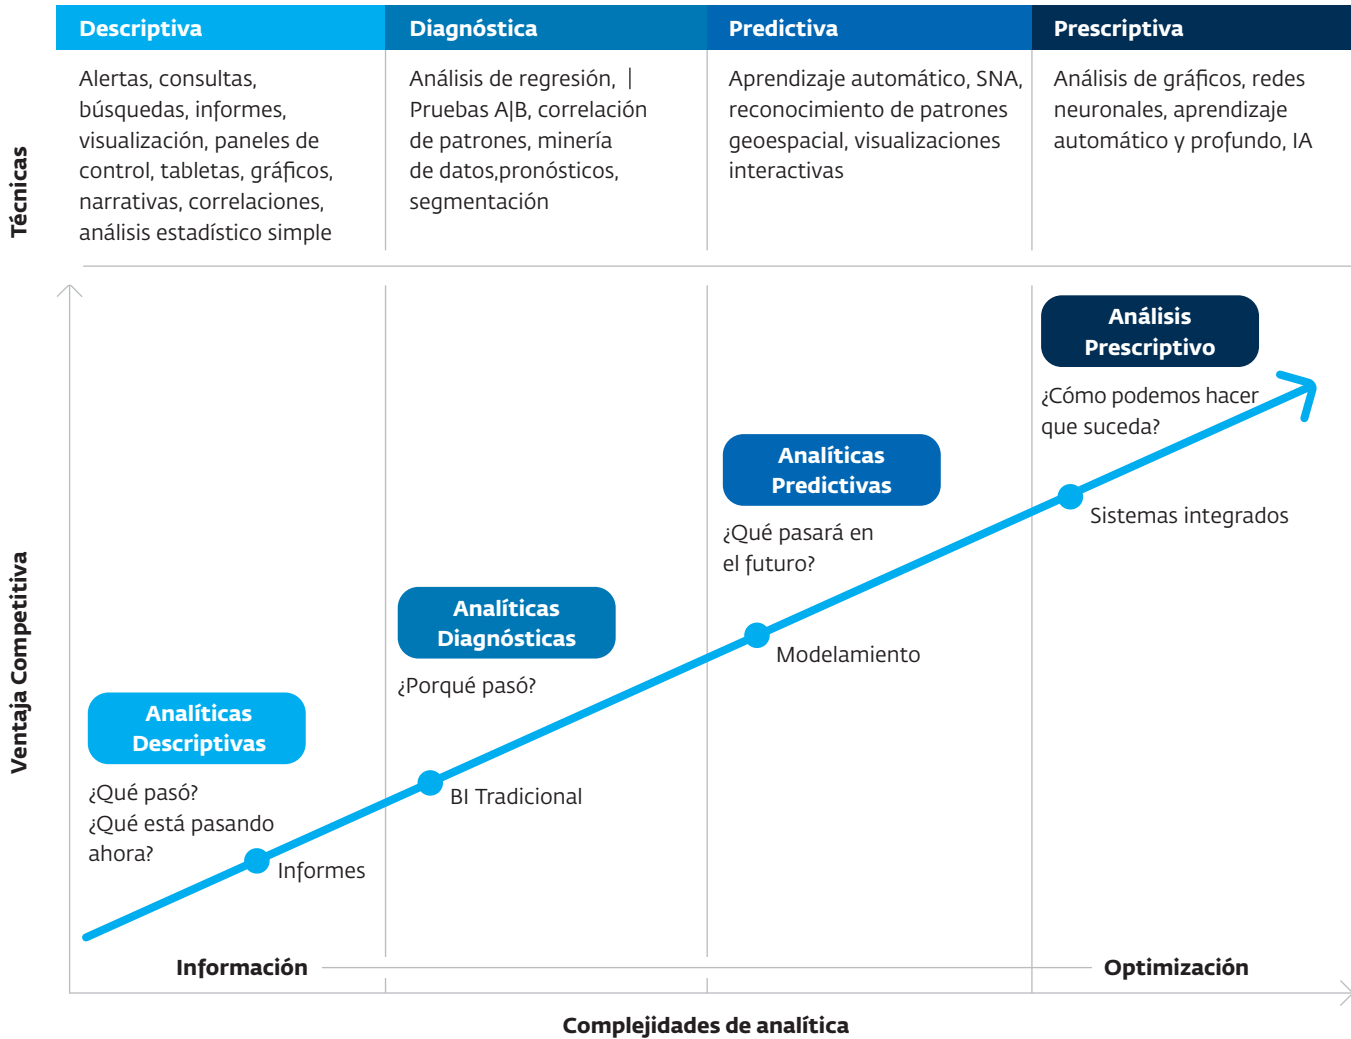 Descriptiva
Diagnóstica
Predictiva
Prescriptiva
Técnicas
Alertas, consultas,
búsquedas, informes,
visualización, paneles de
control, tabletas, gráficos,
narrativas, correlaciones,
análisis estadístico simple
Análisis de regresión, |
Pruebas A|B, correlación
de patrones, minería
de datos,pronósticos,
segmentación
Aprendizaje automático, SNA,
reconocimiento de patrones
geoespacial, visualizaciones
interactivas
Análisis de gráficos, redes
neuronales, aprendizaje
automático y profundo, IA
Ventaja Competitiva
Analíticas
Descriptivas
¿Qué pasó?
¿Qué está pasando
ahora?
Informes
Analíticas
Diagnósticas
¿Porqué pasó?
BI Tradicional
Analíticas
Predictivas
¿Qué pasará en
el futuro?
Modelamiento
Análisis
Prescriptivo
¿Cómo podemos hacer
que suceda?
Sistemas integrados
Información
Optimización
Complejidades de analítica